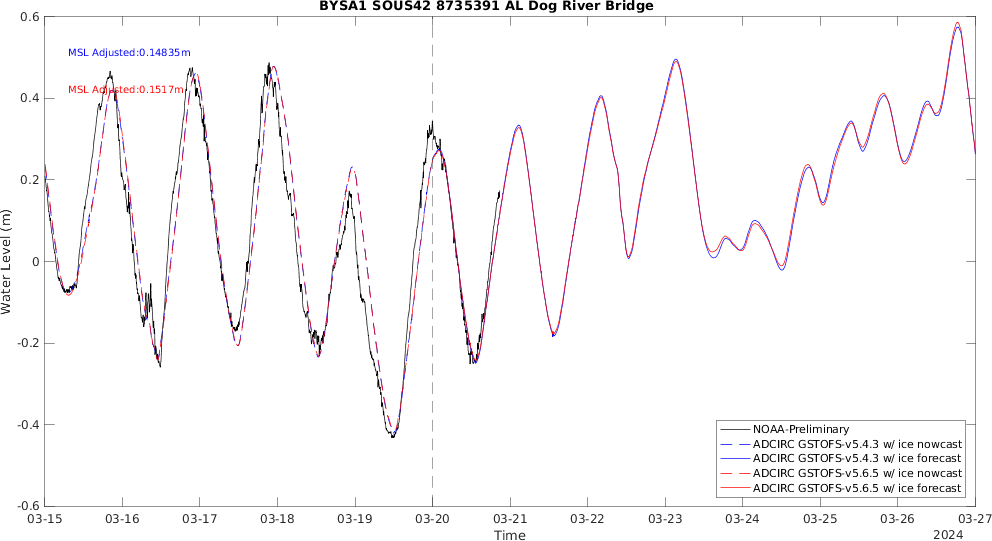 BYSA1 SOUS42 8735391 AL Dog River Bridge
MSL Adjusted:0.14835m
MSL Adjusted:0.1517m
Water Level (m)
0.6
0.4
0.2
0
-0.2
-0.4
-0.6
NOAA-Preliminary
ADCIRC GSTOFS-v5.4.3 w/ ice nowcast
ADCIRC GSTOFS-v5.4.3 w/ ice forecast
ADCIRC GSTOFS-v5.6.5 w/ ice nowcast
ADCIRC GSTOFS-v5.6.5 w/ ice forecast
03-15 03-16 03-17 03-18 03-19 03-20 03-21 03-22 03-23 03-24 03-25 03-26 03-27
Time
2024